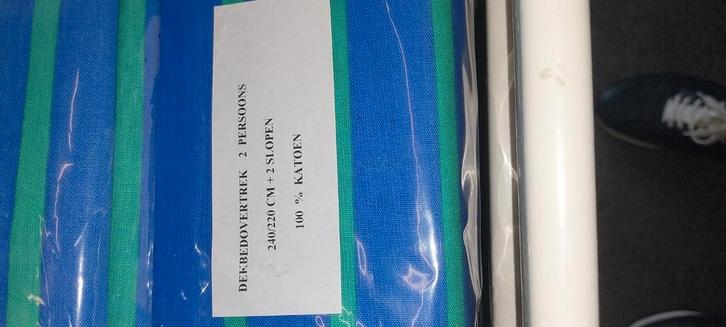 DEKBEDOVERTREK 2 PERSOONS
240/220 CM + 2 SLOPEN
100 % KATOEN